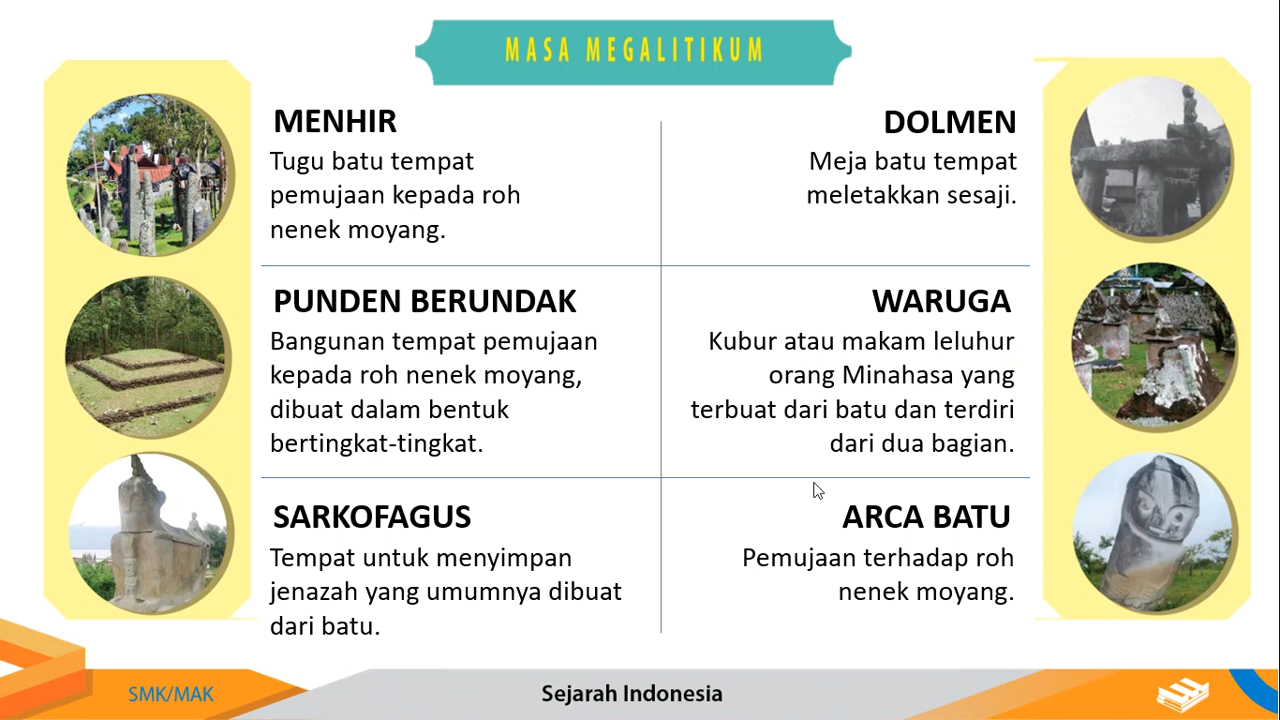 MASA MEGALITIKUM
MENHIR
Tugu batu tempat
pemujaan kepada roh
nenek moyang.
DOLMEN
Meja batu tempat
meletakkan sesaji.
PUNDEN BERUNDAK
Bangunan tempat pemujaan
kepada roh nenek moyang,
dibuat dalam bentuk
bertingkat-tingkat.
WARUGA
Kubur atau makam leluhur
orang Minahasa yang
terbuat dari batu dan terdiri
dari dua bagian.
SARKOFAGUS
Tempat untuk menyimpan
jenazah yang umumnya dibuat
dari batu.
ARCA BATU
Pemujaan terhadap roh
nenek moyang.
SMK/MAK
Sejarah Indonesia